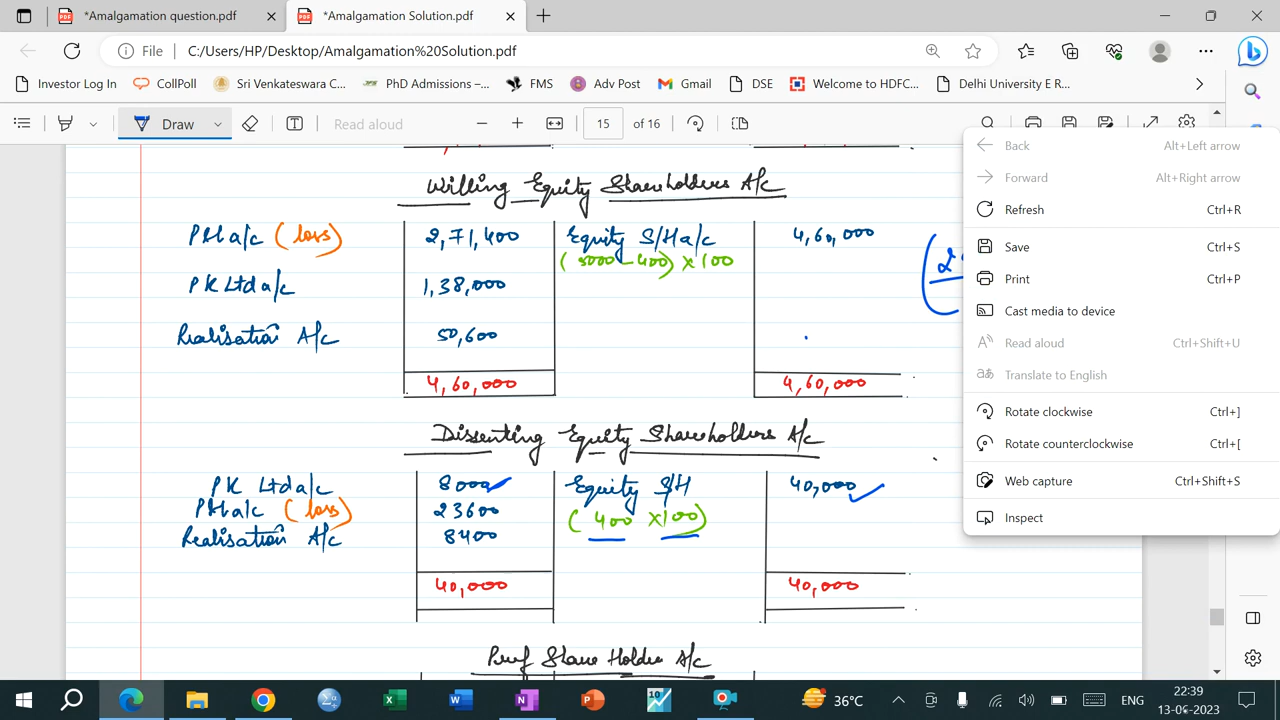 *Amalgamation question.pdf
*Amalgamation Solution.pdf
File C:/Users/HP/Desktop/Amalgamation%20Solution.pdf
Investor Log In CollPoll Sri Venkateswara C... PhD Admissions –... FMS Adv Post Gmail DSE Welcome to HDFC... Delhi University E R...
Draw Read aloud 15 of 16
Willing Equity Shareholders A/c
P&H a/c (loss) 2,71,400 Equity S/H a/c 4,60,000
(5000 - 400) × 100
PK Ltd a/c 1,38,000
Realisation A/c 50,600
4,60,000 4,60,000
Dissenting Equity Shareholders A/c
PK Ltd a/c 8000 Equity S/H 40,000
(loss) 23600 (400 × 100)
Realisation A/c 8400
40,000 40,000
Pref Share Holder A/c
Back Alt+Left arrow
Forward Alt+Right arrow
Refresh Ctrl+R
Save Ctrl+S
Print Ctrl+P
Cast media to device
Read aloud Ctrl+Shift+U
Translate to English
Rotate clockwise Ctrl+]
Rotate counterclockwise Ctrl+[
Web capture Ctrl+Shift+S
Inspect
36°C ENG 22:39
13-06-2023